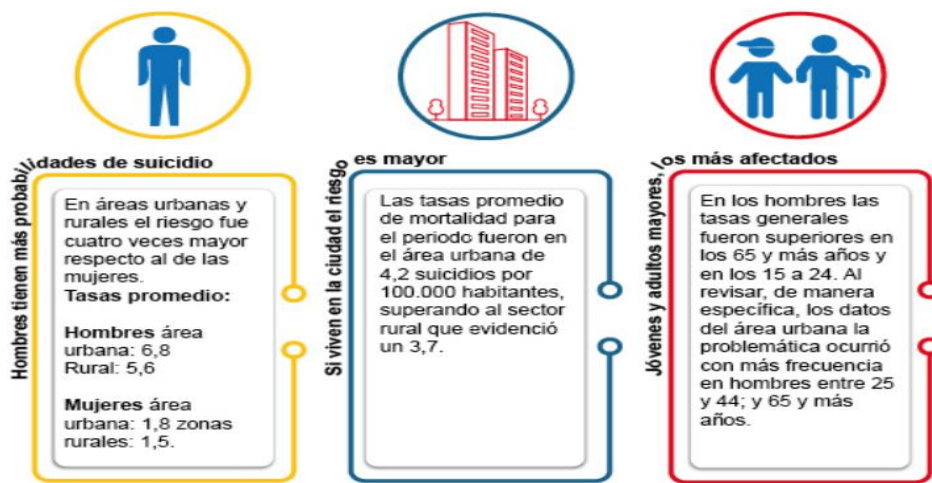 Hombres tienen más probabilidades de suicidio
En áreas urbanas y
rurales el riesgo fue
cuatro veces mayor
respecto al de las
mujeres.
Tasas promedio:
Hombres área
urbana: 6,8
Rural: 5,6
Mujeres área
urbana: 1,8 zonas
rurales: 1,5.
Si viven en la ciudad el riesgo es mayor
Las tasas promedio
de mortalidad para
el periodo fueron en
el área urbana de
4,2 suicidios por
100.000 habitantes,
superando al sector
rural que evidenció
un 3,7.
Jóvenes y adultos mayores, los más afectados
En los hombres las
tasas generales
fueron superiores en
los 65 y más años y
en los 15 a 24. Al
revisar, de manera
específica, los datos
del área urbana la
problemática ocurrió
con más frecuencia
en hombres entre 25
y 44; y 65 y más
años.